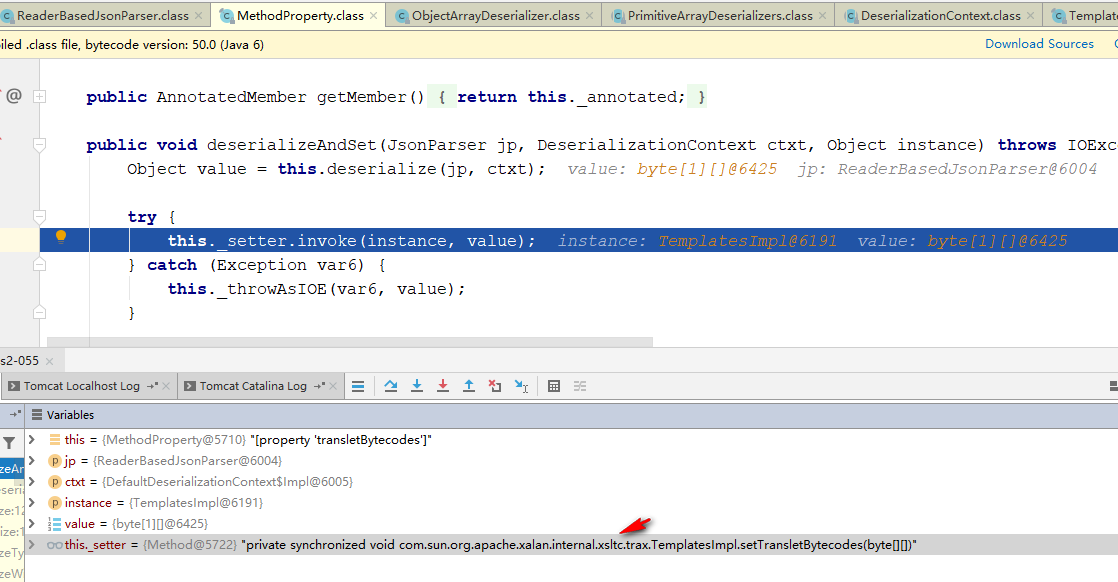 ReaderBasedJsonParser.class × MethodProperty.class × ObjectArrayDeserializer.class × PrimitiveArrayDeserializers.class × DeserializationContext.class × Template
iled .class file, bytecode version: 50.0 (Java 6) Download Sources C
@ public AnnotatedMember getMember() { return this._annotated; }
public void deserializeAndSet(JsonParser jp, DeserializationContext ctxt, Object instance) throws IOExc
Object value = this.deserialize(jp, ctxt); value: byte[1][]@6425 jp: ReaderBasedJsonParser@6004
try {
this._setter.invoke(instance, value); instance: TemplatesImpl@6191 value: byte[1][]@6425
} catch (Exception var6) {
this._throwAsIOE(var6, value);
}
s2-055 ×
Tomcat Localhost Log × Tomcat Catalina Log ×
Variables
this = {MethodProperty@5710} "[property 'transletBytecodes']"
jp = {ReaderBasedJsonParser@6004}
zeAr
ctxt = {DefaultDeserializationContext$Impl@6005}
eseria
instance = {TemplatesImpl@6191}
ize:12
value = {byte[1][]@6425}
ize:1
this._setter = {Method@5722} "private synchronized void com.sun.org.apache.xalan.internal.xsltc.trax.TemplatesImpl.setTransletBytecodes(byte[][])"
zeTy
zeW